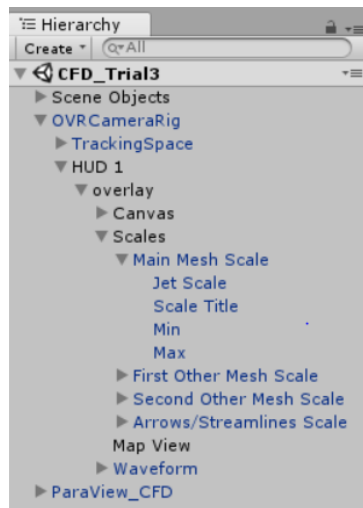 Hierarchy
Create All
CFD_Trial3
Scene Objects
OVRCameraRig
TrackingSpace
HUD 1
overlay
Canvas
Scales
Main Mesh Scale
Jet Scale
Scale Title
Min
Max
First Other Mesh Scale
Second Other Mesh Scale
Arrows/Streamlines Scale
Map View
Waveform
ParaView_CFD